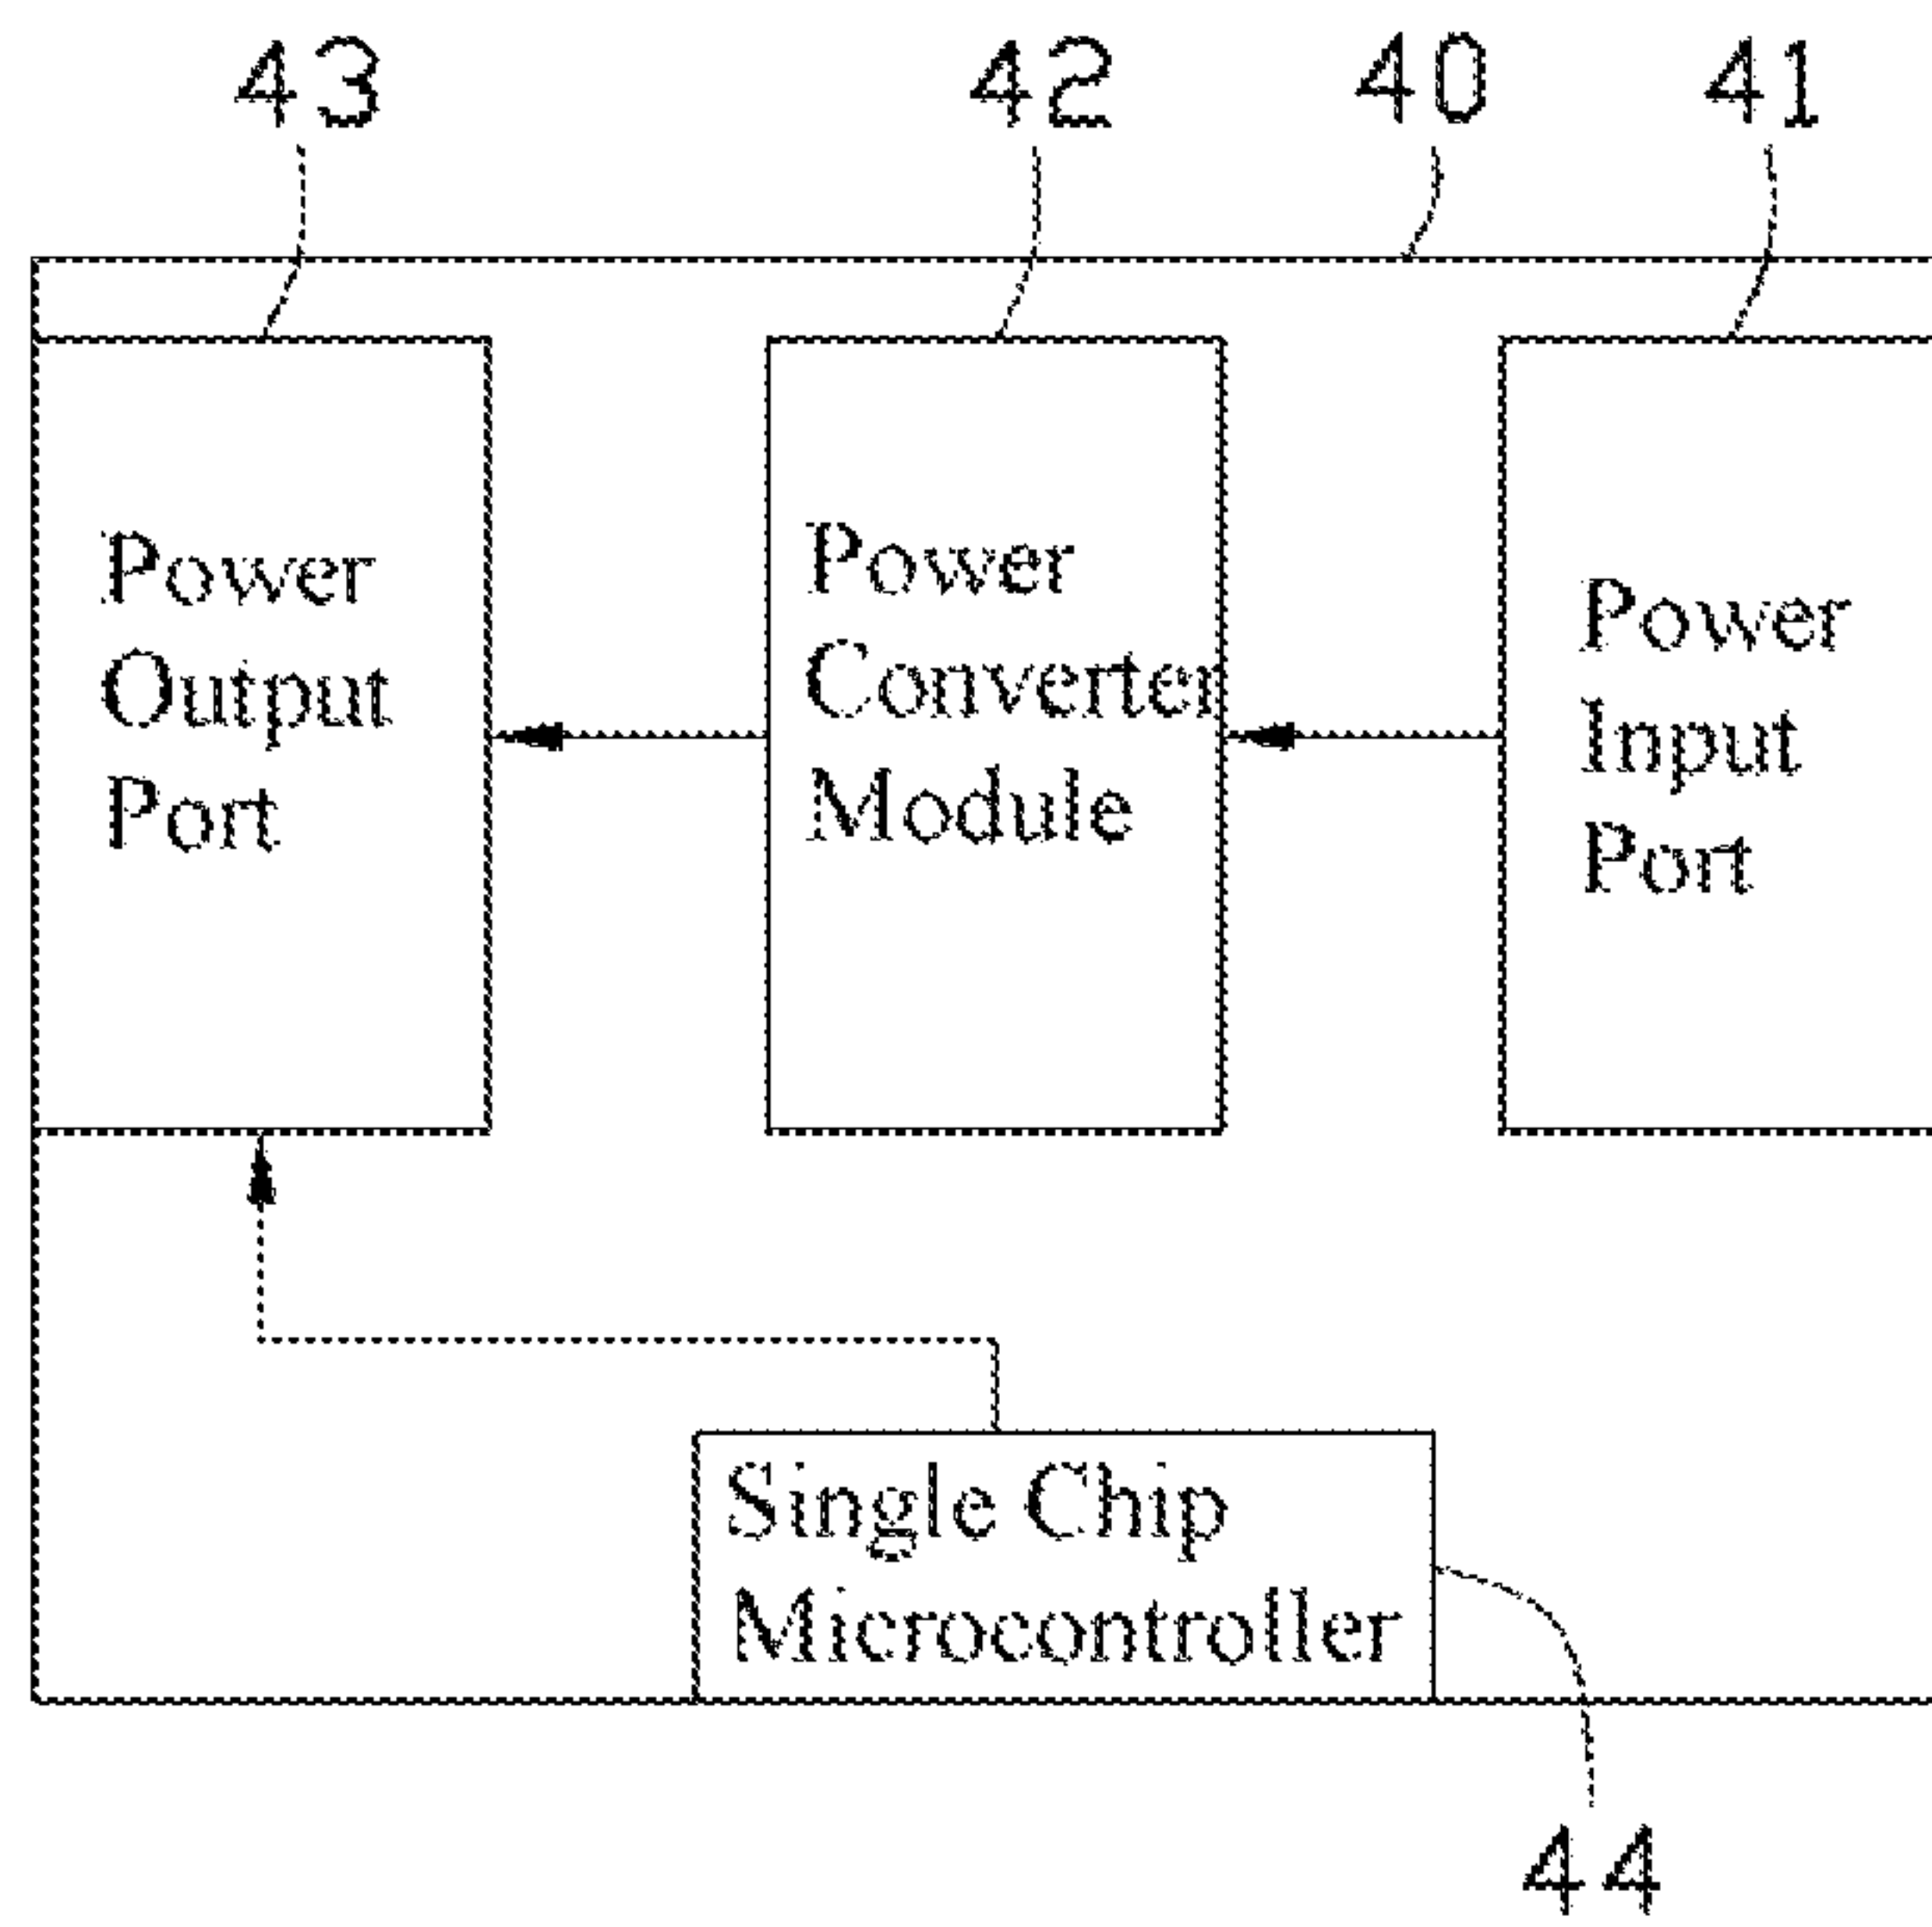 43
42
40
41
Power
Output
Port
Power
Converter
Module
Power
Input
Port
Single Chip
Microcontroller
44